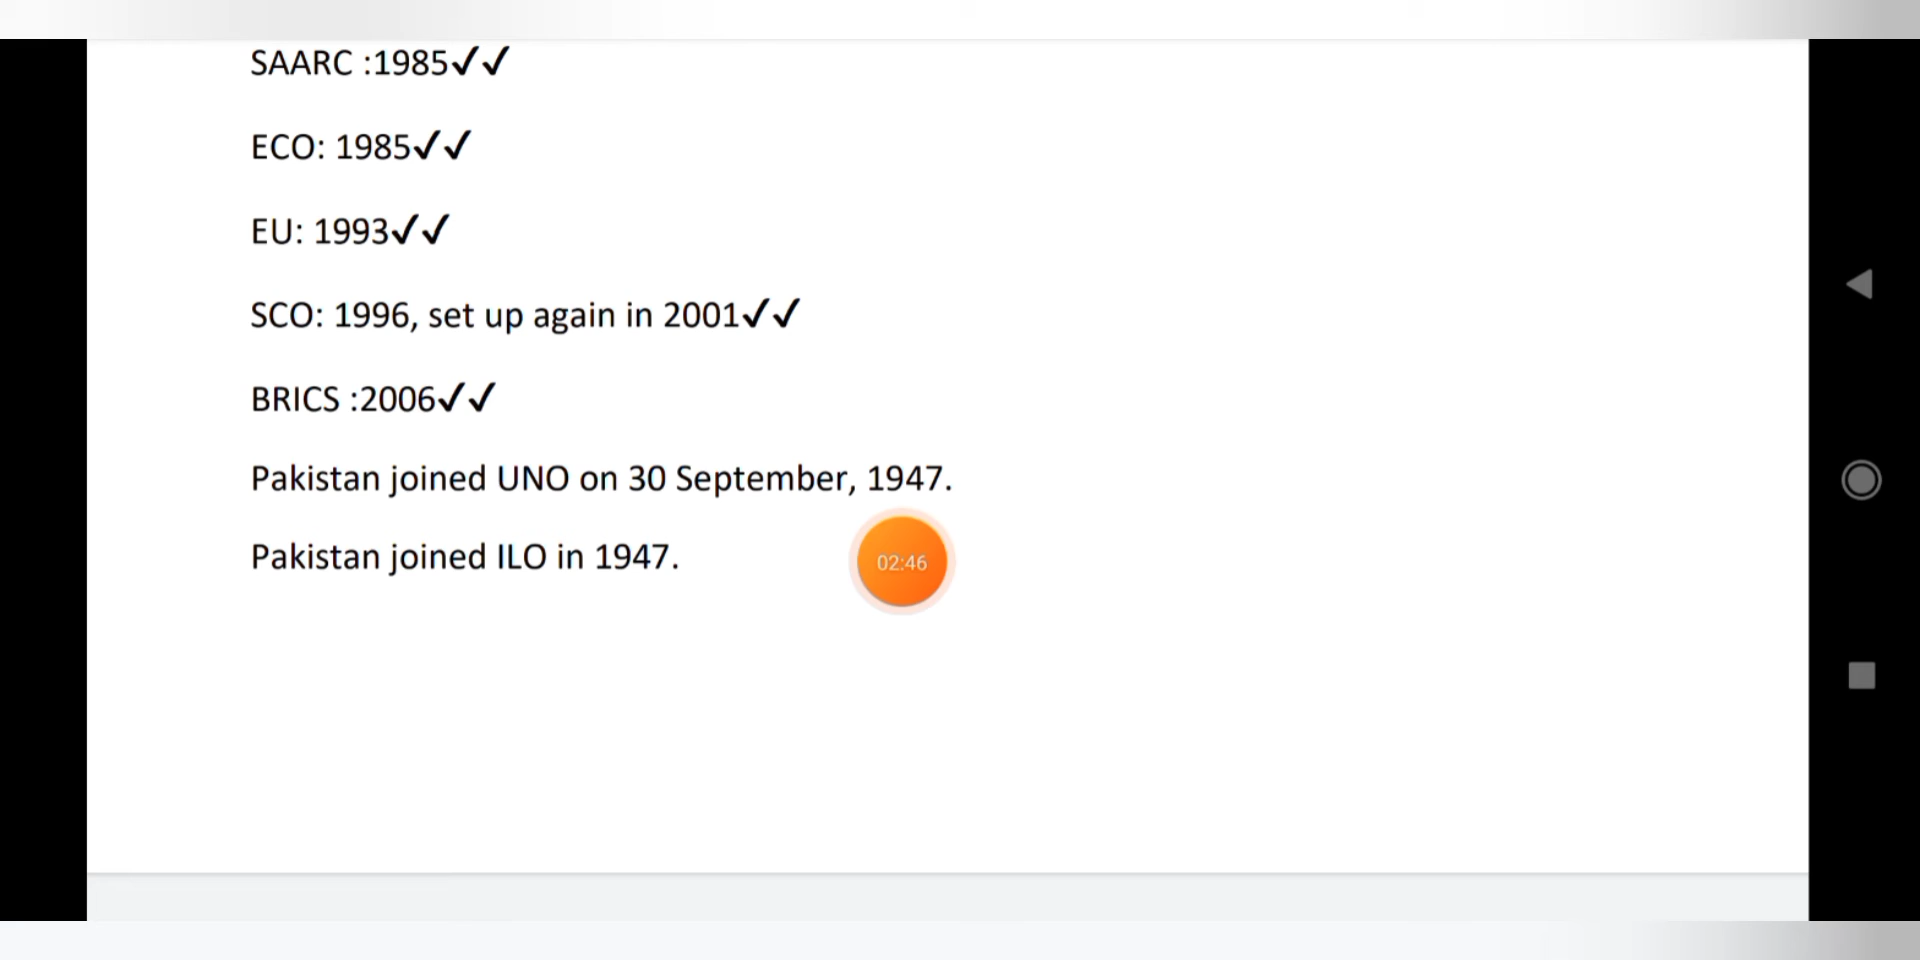 SAARC :1985✓✓
ECO: 1985✓✓
EU: 1993✓✓
SCO: 1996, set up again in 2001✓✓
BRICS :2006✓✓
Pakistan joined UNO on 30 September, 1947.
Pakistan joined ILO in 1947.
02:46